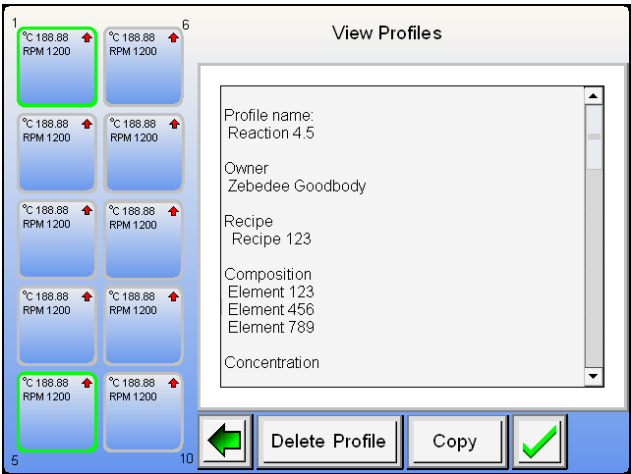 1
6
°C 188.88
RPM 1200
°C 188.88
RPM 1200
°C 188.88
RPM 1200
°C 188.88
RPM 1200
°C 188.88
RPM 1200
°C 188.88
RPM 1200
°C 188.88
RPM 1200
°C 188.88
RPM 1200
°C 188.88
RPM 1200
°C 188.88
RPM 1200
5
10
View Profiles
Profile name:
Reaction 4.5
Owner
Zebedee Goodbody
Recipe
Recipe 123
Composition
Element 123
Element 456
Element 789
Concentration
Delete Profile
Copy